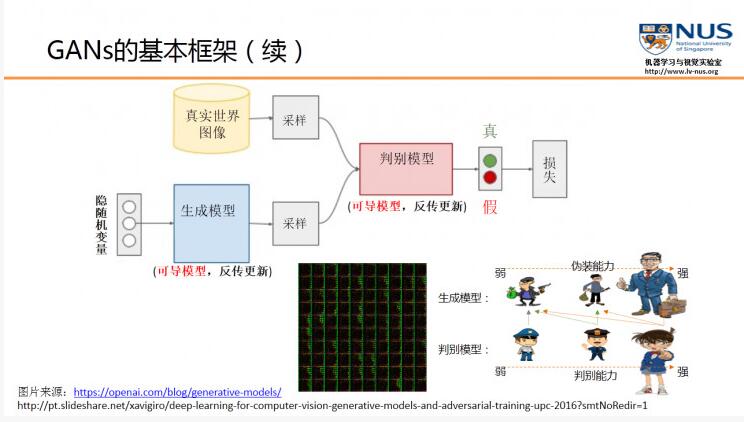 GANs的基本框架（续）
NUS
National University
of Singapore
机器学习与视觉实验室
http://www.lv-nus.org
真实世界
图像
采样
判别模型
真
假
损
失
(可导模型，反传更新)
隐
随
机
变
量
生成模型
采样
(可导模型，反传更新)
弱
伪装能力
强
生成模型：
判别模型：
弱
判别能力
强
图片来源：https://openai.com/blog/generative-models/
http://pt.slideshare.net/xavigiro/deep-learning-for-computer-vision-generative-models-and-adversarial-training-upc-2016?smtNoRedir=1